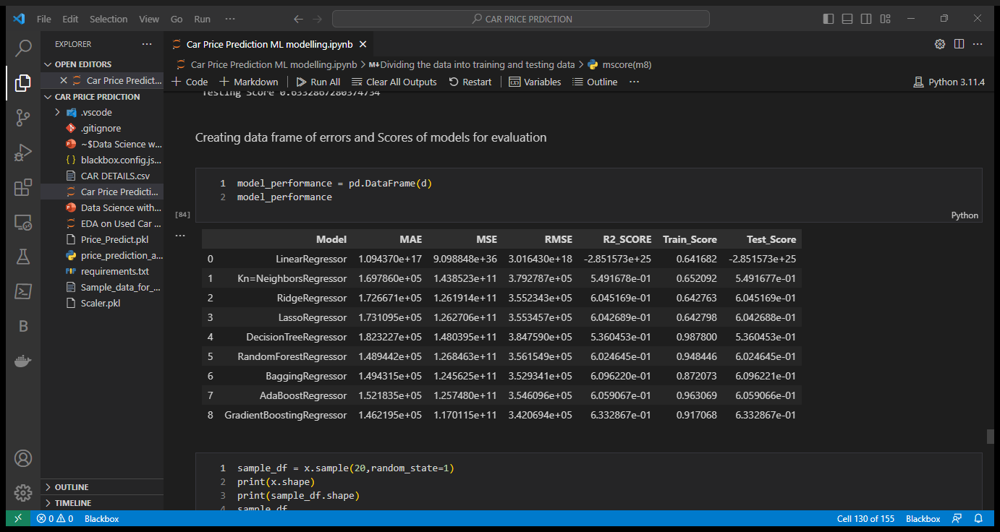 File Edit Selection View Go Run ··· CAR PRICE PRDICTION
EXPLORER ···
OPEN EDITORS
Car Price Predict...
CAR PRICE PRDICTION
.vscode
.gitignore
~$Data Science w...
blackbox.config.js...
CAR DETAILS.csv
Car Price Predicti...
Data Science with...
EDA on Used Car ...
Price_Predict.pkl
price_prediction_a...
requirements.txt
Sample_data_for_...
Scaler.pkl
OUTLINE
TIMELINE
Car Price Prediction ML modelling.ipynb
Car Price Prediction ML modelling.ipynb > M↓Dividing the data into training and testing data > mscore(m8)
+ Code + Markdown Run All Clear All Outputs Restart Variables Outline ··· Python 3.11.4
Testing Score 0.6332867280374734
Creating data frame of errors and Scores of models for evaluation
1 model_performance = pd.DataFrame(d)
2 model_performance
[84]
Python
Model MAE MSE RMSE R2_SCORE Train_Score Test_Score
0 LinearRegressor 1.094370e+17 9.098848e+36 3.016430e+18 -2.851573e+25 0.641682 -2.851573e+25
1 Kn=NeighborsRegressor 1.697860e+05 1.438523e+11 3.792787e+05 5.491678e-01 0.652092 5.491677e-01
2 RidgeRegressor 1.726671e+05 1.261914e+11 3.552343e+05 6.045169e-01 0.642763 6.045169e-01
3 LassoRegressor 1.731095e+05 1.262706e+11 3.553457e+05 6.042689e-01 0.642798 6.042688e-01
4 DecisionTreeRegressor 1.823227e+05 1.480395e+11 3.847590e+05 5.360453e-01 0.987800 5.360453e-01
5 RandomForestRegressor 1.489442e+05 1.268463e+11 3.561549e+05 6.024645e-01 0.948446 6.024645e-01
6 BaggingRegressor 1.494315e+05 1.245625e+11 3.529341e+05 6.096220e-01 0.872073 6.096221e-01
7 AdaBoostRegressor 1.521835e+05 1.257480e+11 3.546096e+05 6.059067e-01 0.963069 6.059066e-01
8 GradientBoostingRegressor 1.462195e+05 1.170115e+11 3.420694e+05 6.332867e-01 0.917068 6.332867e-01
1 sample_df = x.sample(20,random_state=1)
2 print(x.shape)
3 print(sample_df.shape)
4 sample_df
0 0 Blackbox Cell 130 of 155 Blackbox